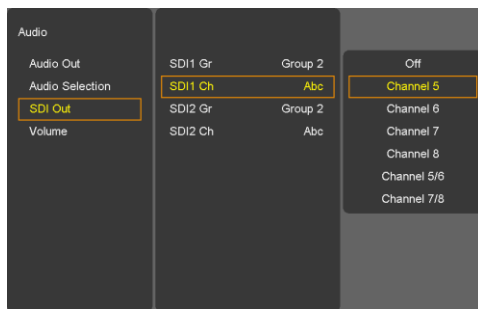 Audio
Audio Out
Audio Selection
SDI Out
Volume
SDI1 Gr Group 2
SDI1 Ch Abc
SDI2 Gr Group 2
SDI2 Ch Abc
Off
Channel 5
Channel 6
Channel 7
Channel 8
Channel 5/6
Channel 7/8